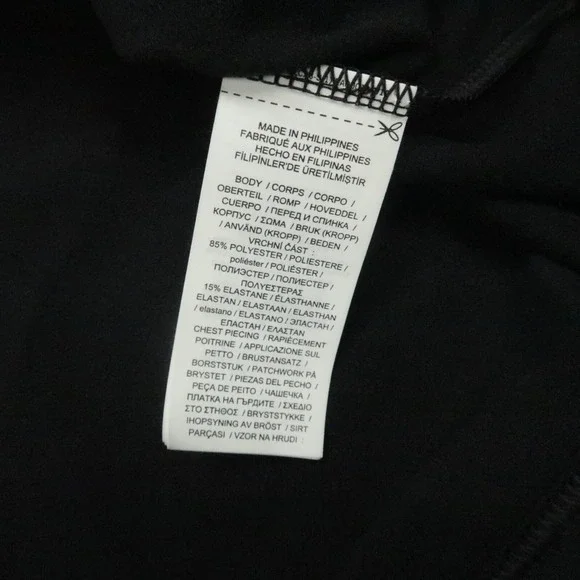 MADE IN PHILIPPINES
FABRIQUÉ AUX PHILIPPINES
HECHO EN FILIPINAS
FİLİPİNLER'DE ÜRETİLMİŞTİR
BODY / CORPS / CORPO /
OBERTEIL / ROMP / HOVEDDEL /
CUERPO / ПЕРЕД И СПИНКА /
КОРПУС / ΣΩΜΑ / BRUK (KROPP)
/ ANVÄND (KROPP) / BEDEN /
VRCHNÍ ČÁST :
85% POLYESTER / POLIESTERE /
poliéster / POLIÉSTER /
ПОЛИЭСТЕР / ПОЛИЕСТЕР /
ΠΟΛΥΕΣΤΕΡΑΣ
15% ELASTANE / ÉLASTHANNE /
ELASTAN / ELASTAAN / ELASTHAN
/ elastano / ELASTANO / ЭЛАСТАН /
ЕЛАСТАН / ΕΛΑΣΤΑΝ
CHEST PIECING / RAPIÈCEMENT
POITRINE / APPLICAZIONE SUL
PETTO / BRUSTANSATZ /
BORSTSTUK / PATCHWORK PÅ
BRYSTET / PIEZAS DEL PECHO /
PEÇA DE PEITO / ЧАШЕЧКА /
ПЛАТКА НА ГЪРДИТЕ / ΣΧΕΔΙΟ
ΣΤΟ ΣΤΗΘΟΣ / BRYSTSTYKKE /
IHOPSYNING AV BRÖST / SIRT
PARÇASI / VZOR NA HRUDI :